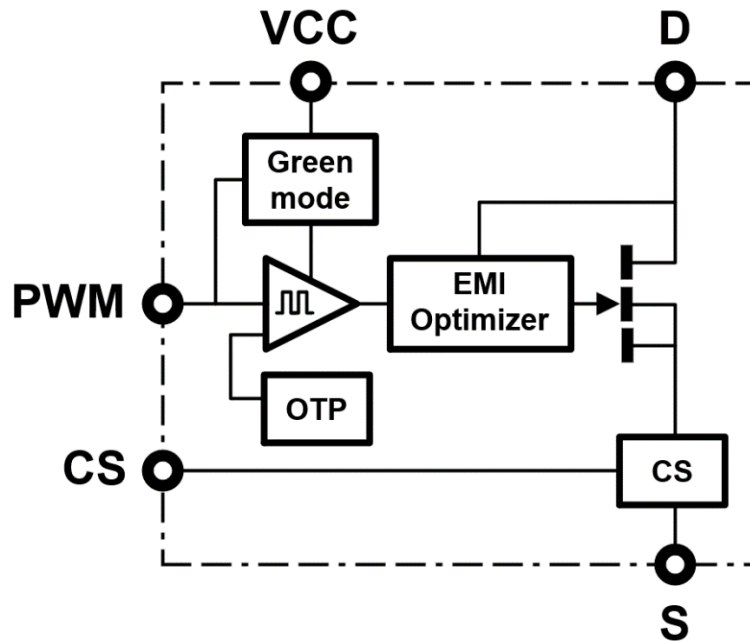 VCC
D
Green
mode
PWM
EMI
Optimizer
OTP
CS
CS
S